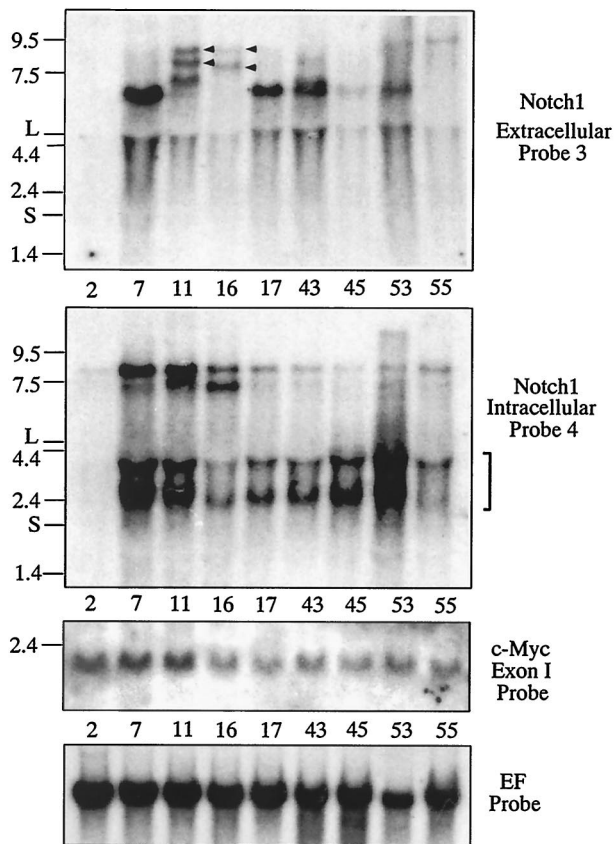 9.5
7.5
L
4.4
2.4
S
1.4
Notch1
Extracellular
Probe 3
2 7 11 16 17 43 45 53 55
9.5
7.5
L
4.4
2.4
S
1.4
Notch1
Intracellular
Probe 4
2 7 11 16 17 43 45 53 55
2.4
c-Myc
Exon I
Probe
2 7 11 16 17 43 45 53 55
EF
Probe